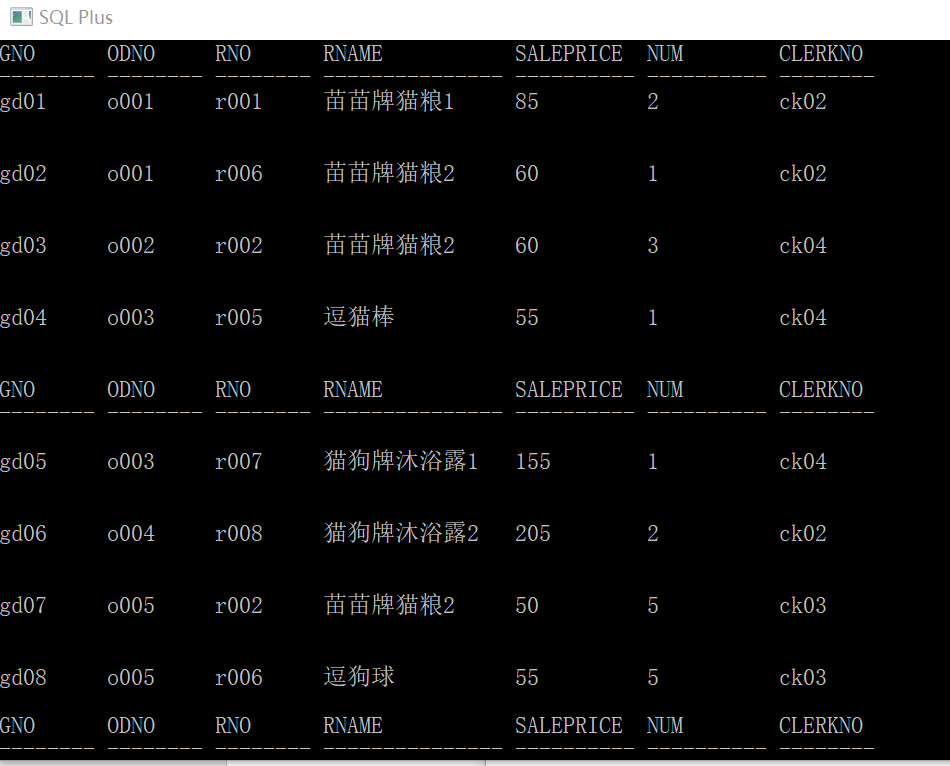 SQL Plus
GNO ODNO RNO RNAME SALEPRICE NUM CLERKNO
-------- -------- -------- --------------- ---------- ---------- --------
gd01 o001 r001 苗苗牌猫粮1 85 2 ck02
gd02 o001 r006 苗苗牌猫粮2 60 1 ck02
gd03 o002 r002 苗苗牌猫粮2 60 3 ck04
gd04 o003 r005 逗猫棒 55 1 ck04
GNO ODNO RNO RNAME SALEPRICE NUM CLERKNO
-------- -------- -------- --------------- ---------- ---------- --------
gd05 o003 r007 猫狗牌沐浴露1 155 1 ck04
gd06 o004 r008 猫狗牌沐浴露2 205 2 ck02
gd07 o005 r002 苗苗牌猫粮2 50 5 ck03
gd08 o005 r006 逗狗球 55 5 ck03
GNO ODNO RNO RNAME SALEPRICE NUM CLERKNO
-------- -------- -------- --------------- ---------- ---------- --------